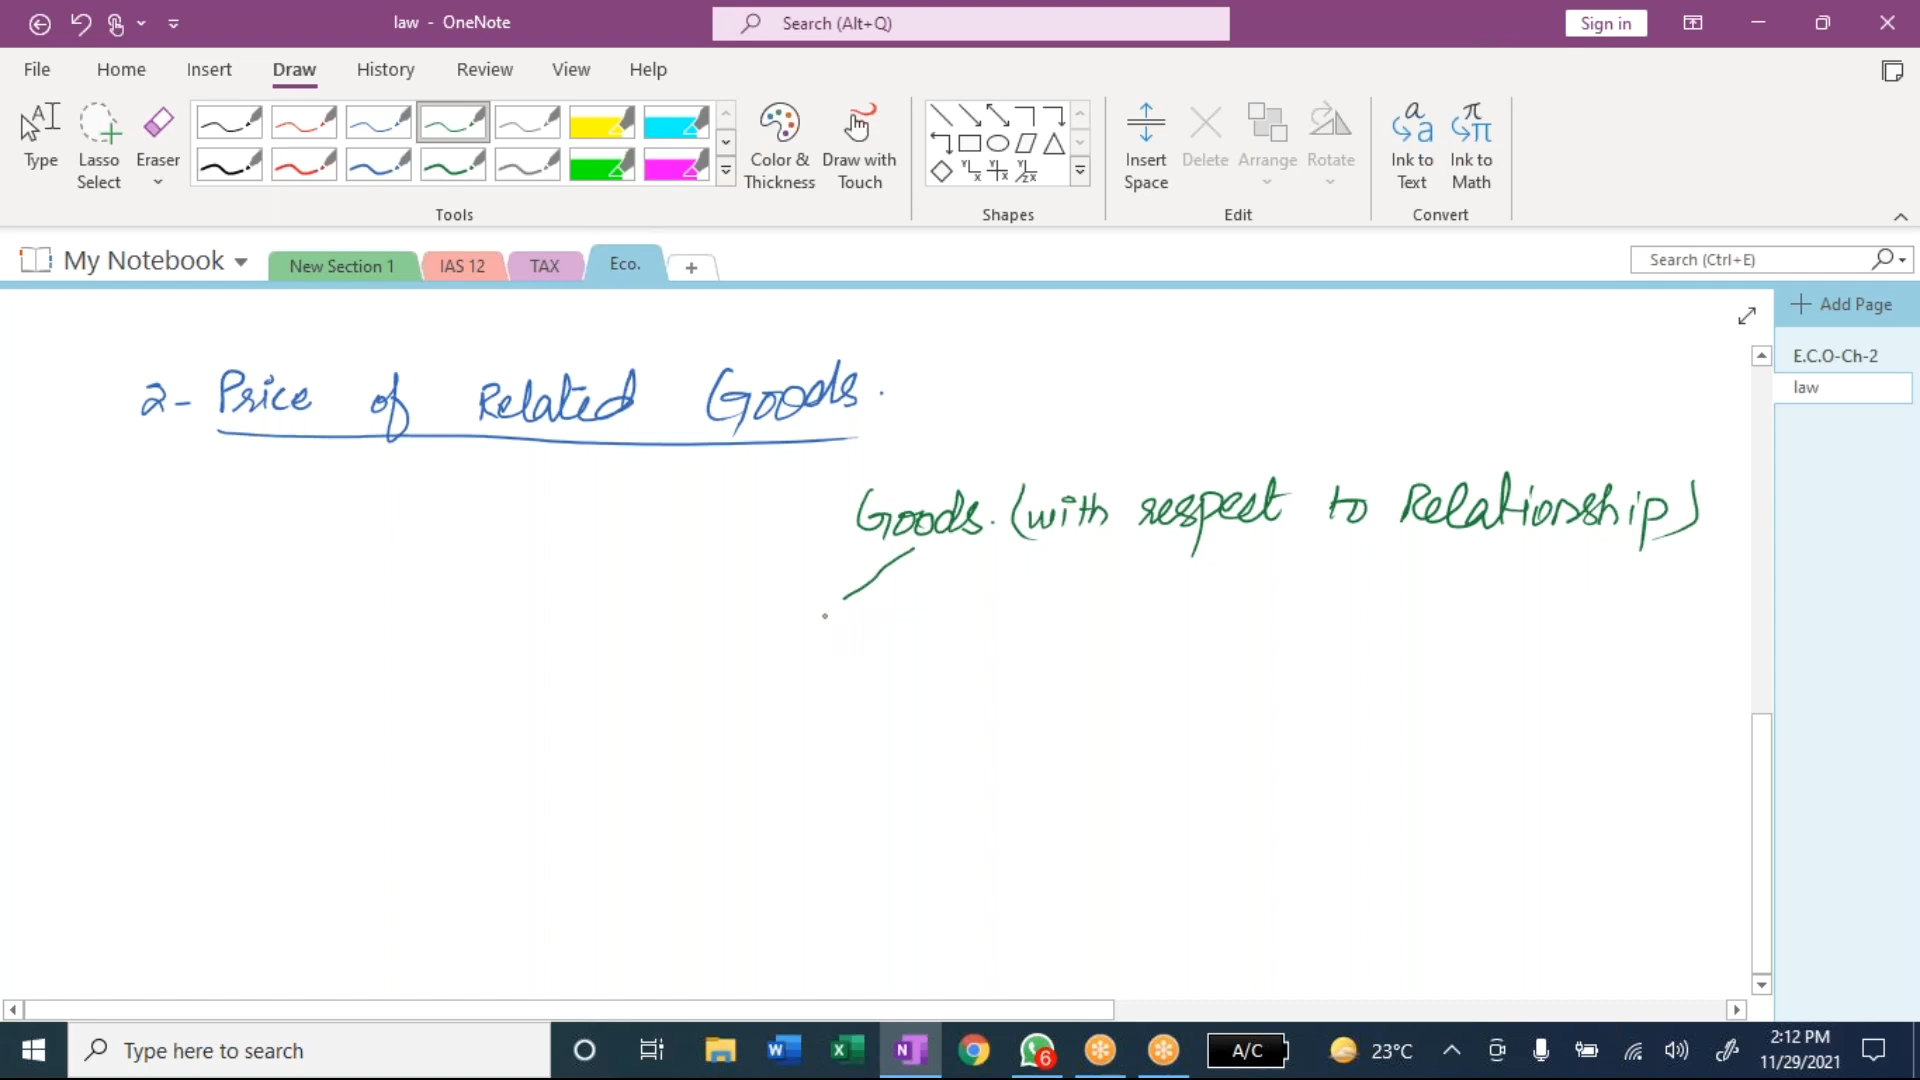 law - OneNote
Search (Alt+Q)
Sign in
File Home Insert Draw History Review View Help
Type
Lasso Select
Eraser
Color & Thickness
Draw with Touch
Insert Space
Delete
Arrange
Rotate
Ink to Text
Ink to Math
Tools
Shapes
Edit
Convert
My Notebook
New Section 1
IAS 12
TAX
Eco.
Search (Ctrl+E)
Add Page
E.C.O-Ch-2
law
2- Price of Related Goods.
Goods. (with respect to Relationship)
Type here to search
6
A/C
23°C
2:12 PM
11/29/2021